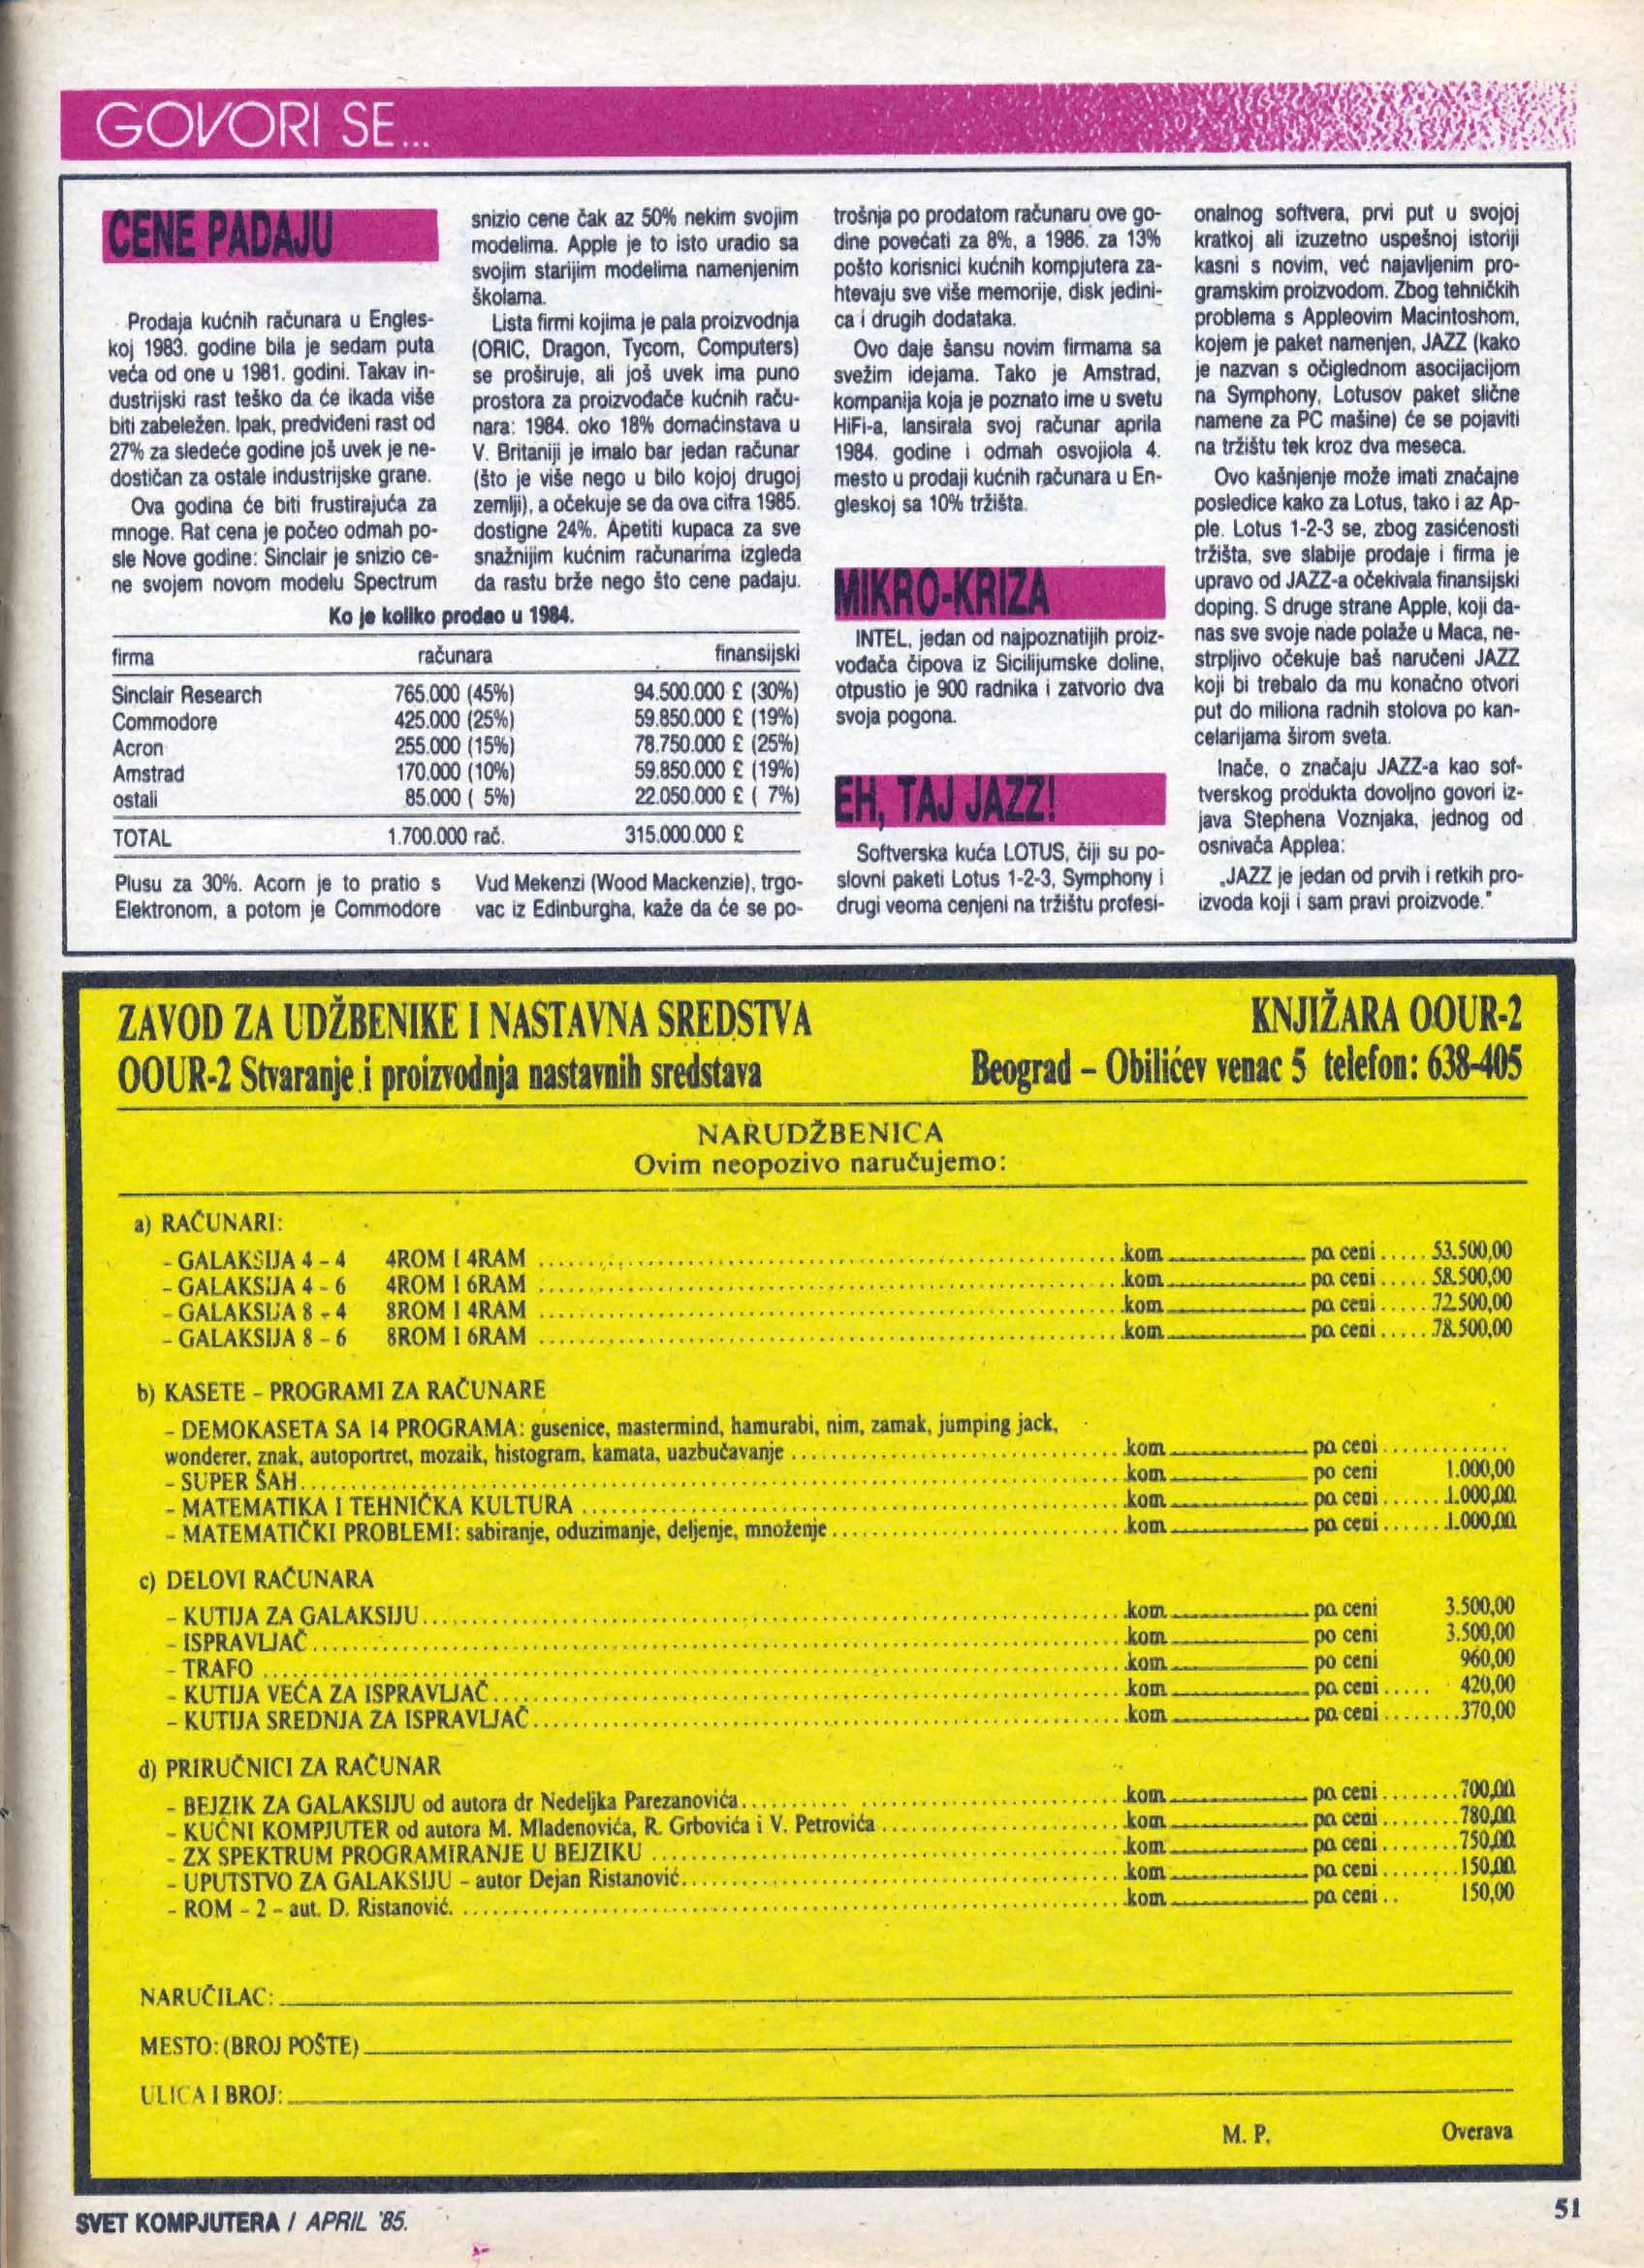 GOVORI SE...
CENE PADAJU
Prodaja kućnih računara u Engles-
koj 1983. godine bila je sedam puta
veća od one u 1981. godini. Takav in-
dustrijski rast teško da će ikada više
biti zabeležen. Ipak, predviđeni rast od
27% za sledeće godine još uvek je ne-
dostičan za ostale industrijske grane.
Ova godina će biti frustirajuća za
mnoge. Rat cena je počeo odmah po-
sle Nove godine: Sinclair je snizio ce-
ne svojem novom modelu Spectrum
snizio cene čak az 50% nekim svojim
modelima. Apple je to isto uradio sa
svojim starijim modelima namenjenim
školama.
Lista firmi kojima je pala proizvodnja
(ORIC, Dragon, Tycom, Computers)
se proširuje, ali još uvek ima puno
prostora za proizvođače kućnih raču-
nara: 1984. oko 18% domaćinstava u
V. Britaniji je imalo bar jedan računar
(što je više nego u bilo kojoj drugoj
zemlji), a očekuje se da ova cifra 1985.
dostigne 24%. Apetiti kupaca za sve
snažnijim kućnim računarima izgleda
da rastu brže nego što cene padaju.
Ko je koliko prodao u 1984.
firma računara finansijski
Sinclair Research 765.000 (45%) 94.500.000 £ (30%)
Commodore 425.000 (25%) 59.850.000 £ (19%)
Acron 255.000 (15%) 78.750.000 £ (25%)
Amstrad 170.000 (10%) 59.850.000 £ (19%)
ostali 85.000 ( 5%) 22.050.000 £ ( 7%)
TOTAL 1.700.000 rač. 315.000.000 £
Plusu za 30%. Acorn je to pratio s
Elektronom, a potom je Commodore
Vud Mekenzi (Wood Mackenzie), trgo-
vac iz Edinburgha, kaže da će se po-
trošnja po prodatom računaru ove go-
dine povećati za 8%, a 1986. za 13%
pošto korisnici kućnih kompjutera za-
htevaju sve više memorije, disk jedini-
ca i drugih dodataka.
Ovo daje šansu novim firmama sa
svežim idejama. Tako je Amstrad,
kompanija koja je poznato ime u svetu
HiFi-a, lansirala svoj računar aprila
1984. godine i odmah osvojiola 4.
mesto u prodaji kućnih računara u En-
gleskoj sa 10% tržišta.
MIKRO-KRIZA
INTEL, jedan od najpoznatijih proiz-
vođača čipova iz Sicilijumske doline,
otpustio je 900 radnika i zatvorio dva
svoja pogona.
EH, TAJ JAZZ!
Softverska kuća LOTUS, čiji su po-
slovni paketi Lotus 1-2-3, Symphony i
drugi veoma cenjeni na tržištu profesi-
onalnog softvera, prvi put u svojoj
kratkoj ali izuzetno uspešnoj istoriji
kasni s novim, već najavljenim pro-
gramskim proizvodom. Zbog tehničkih
problema s Appleovim Macintoshom,
kojem je paket namenjen, JAZZ (kako
je nazvan s očiglednom asocijacijom
na Symphony, Lotusov paket slične
namene za PC mašine) će se pojaviti
na tržištu tek kroz dva meseca.
Ovo kašnjenje može imati značajne
posledice kako za Lotus, tako i az Ap-
ple. Lotus 1-2-3 se, zbog zasićenosti
tržišta, sve slabije prodaje i firma je
upravo od JAZZ-a očekivala finansijski
doping. S druge strane Apple, koji da-
nas sve svoje nade polaže u Maca, ne-
strpljivo očekuje baš naručeni JAZZ
koji bi trebalo da mu konačno otvori
put do miliona radnih stolova po kan-
celarijama širom sveta.
Inače, o značaju JAZZ-a kao sof-
tverskog produkta dovoljno govori iz-
java Stephena Voznjaka, jednog od
osnivača Applea:
„JAZZ je jedan od prvih i retkih pro-
izvoda koji i sam pravi proizvode."
ZAVOD ZA UDŽBENIKE I NASTAVNA SREDSTVA KNJIŽARA OOUR-2
OOUR-2 Stvaranje i proizvodnja nastavnih sredstava Beograd – Obilićev venac 5 telefon: 638-405
NARUDŽBENICA
Ovim neopozivo naručujemo:
a) RAČUNARI:
- GALAKSIJA 4 - 4 4ROM I 4RAM ..... kom ____ po ceni ..... 53.500,00
- GALAKSIJA 4 - 6 4ROM I 6RAM ..... kom ____ po ceni ..... 58.500,00
- GALAKSIJA 8 - 4 8ROM I 4RAM ..... kom ____ po ceni ..... 72.500,00
- GALAKSIJA 8 - 6 8ROM I 6RAM ..... kom ____ po ceni ..... 78.500,00
b) KASETE - PROGRAMI ZA RAČUNARE
- DEMOKASETA SA 14 PROGRAMA: gusenice, mastermind, hamurabi, nim, zamak, jumping jack,
wonderer, znak, autoportret, mozaik, histogram, kamata, uazbučavanje ..... kom ____ po ceni .....
- SUPER ŠAH ..... kom ____ po ceni 1.000,00
- MATEMATIKA I TEHNIČKA KULTURA ..... kom ____ po ceni ..... 1.000,00
- MATEMATIČKI PROBLEMI: sabiranje, oduzimanje, deljenje, množenje ..... kom ____ po ceni ..... 1.000,00
c) DELOVI RAČUNARA
- KUTIJA ZA GALAKSIJU ..... kom ____ po ceni 3.500,00
- ISPRAVLJAČ ..... kom ____ po ceni 3.500,00
- TRAFO ..... kom ____ po ceni 960,00
- KUTIJA VEĆA ZA ISPRAVLJAČ ..... kom ____ po ceni ..... 420,00
- KUTIJA SREDNJA ZA ISPRAVLJAČ ..... kom ____ po ceni ..... 370,00
d) PRIRUČNICI ZA RAČUNAR
- BEJZIK ZA GALAKSIJU od autora dr Nedeljka Parezanovića ..... kom ____ po ceni ..... 700,00
- KUĆNI KOMPJUTER od autora M. Mladenovića, R. Grbovića i V. Petrovića ..... kom ____ po ceni ..... 780,00
- ZX SPEKTRUM PROGRAMIRANJE U BEJZIKU ..... kom ____ po ceni ..... 750,00
- UPUTSTVO ZA GALAKSIJU - autor Dejan Ristanović ..... kom ____ po ceni ..... 150,00
- ROM - 2 - aut. D. Ristanović. ..... kom ____ po ceni .. 150,00
NARUČILAC: ____
MESTO: (BROJ POŠTE) ____
ULICA I BROJ: ____
M. P. Overava
SVET KOMPJUTERA / APRIL '85. 51